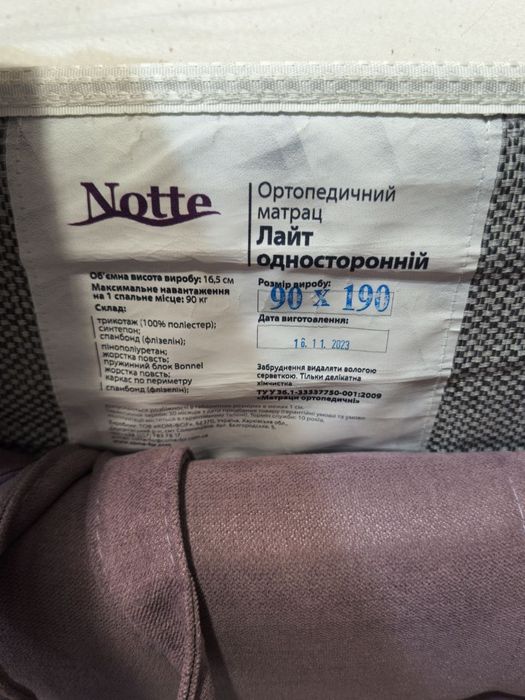 Notte
Ортопедичний
матрац
Лайт
односторонній
Об'ємна висота виробу: 16,5 см
Максимальне навантаження
на 1 спальне місце: 90 кг
Склад:
трикотаж (100% поліестер);
синтепон;
спанбонд (флізелін);
пінополіуретан;
жорстка повсть;
пружинний блок Bonnel
жорстка повсть;
каркас по периметру
спанбонд (флізелін);
Розмір виробу:
90 x 190
Дата виготовлення:
16. 11. 2023
Забруднення видаляти вологою
серветкою. Тільки делікатна
хімчистка
ТУ У 36.1-33557750-001:2009
«Матраци ортопедичні»